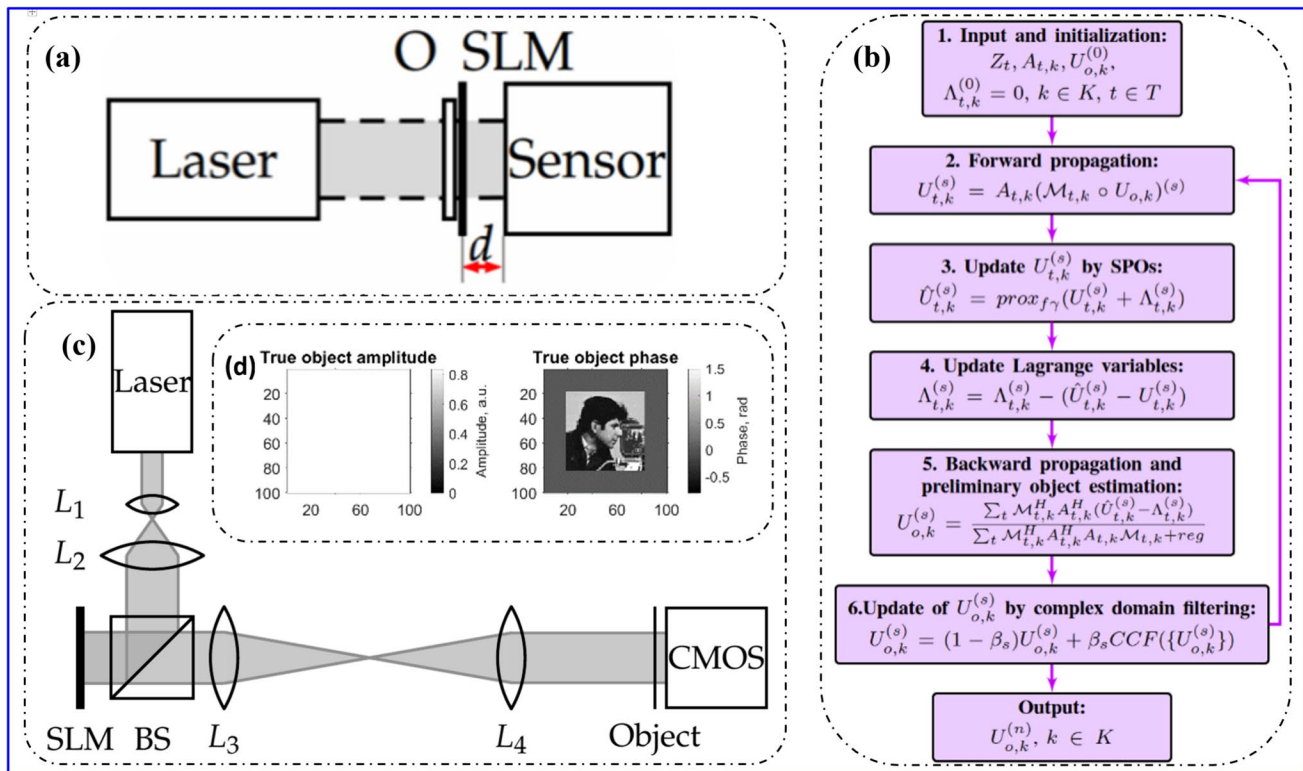 (a)
O SLM
Laser
Sensor
d
(b)
1. Input and initialization:
Z_t, A_{t,k}, U_{o,k}^{(0)},
Λ_{t,k}^{(0)} = 0, k ∈ K, t ∈ T
2. Forward propagation:
U_{t,k}^{(s)} = A_{t,k}(M_{t,k} ∘ U_{o,k})^{(s)}
3. Update U_{t,k}^{(s)} by SPOs:
Û_{t,k}^{(s)} = prox_{fγ}(U_{t,k}^{(s)} + Λ_{t,k}^{(s)})
4. Update Lagrange variables:
Λ_{t,k}^{(s)} = Λ_{t,k}^{(s)} − (Û_{t,k}^{(s)} − U_{t,k}^{(s)})
5. Backward propagation and
preliminary object estimation:
U_{o,k}^{(s)} = \frac{∑_t M_{t,k}^H A_{t,k}^H (Û_{t,k}^{(s)} − Λ_{t,k}^{(s)})}{∑_t M_{t,k}^H A_{t,k}^H A_{t,k} M_{t,k} + reg}
6.Update of U_{o,k}^{(s)} by complex domain filtering:
U_{o,k}^{(s)} = (1 − β_s)U_{o,k}^{(s)} + β_s CCF({U_{o,k}^{(s)}})
Output:
U_{o,k}^{(n)}, k ∈ K
(c)
Laser
L_1
L_2
SLM
BS
L_3
L_4
Object
CMOS
(d)
True object amplitude
20
40
60
80
100
20
60
100
0.8
0.6
0.4
0.2
0
Amplitude, a.u.
True object phase
20
40
60
80
100
20
60
100
1.5
1
0.5
0
-0.5
Phase, rad